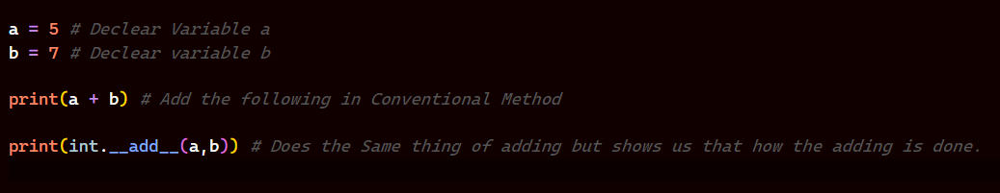 a = 5 # Declear Variable a
b = 7 # Declear variable b
print(a + b) # Add the following in Conventional Method
print(int.__add__(a,b)) # Does the Same thing of adding but shows us that how the adding is done.